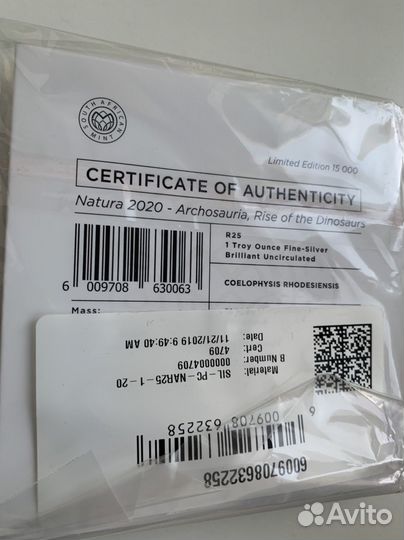 SOUTH AFRICAN MINT
Limited Edition 15 000
CERTIFICATE OF AUTHENTICITY
Natura 2020 - Archosauria, Rise of the Dinosaurs
R25
1 Troy Ounce Fine-Silver
Brilliant Uncirculated
6 009708 630063
COELOPHYSIS RHODESIENSIS
Mass:
Material: SIL-PC-NAR25-1-20
B Number: 0000004709
Cert: 4709
Date: 11/21/2019 9:49:40 AM
6 009708 632258
6009708632258
Avito